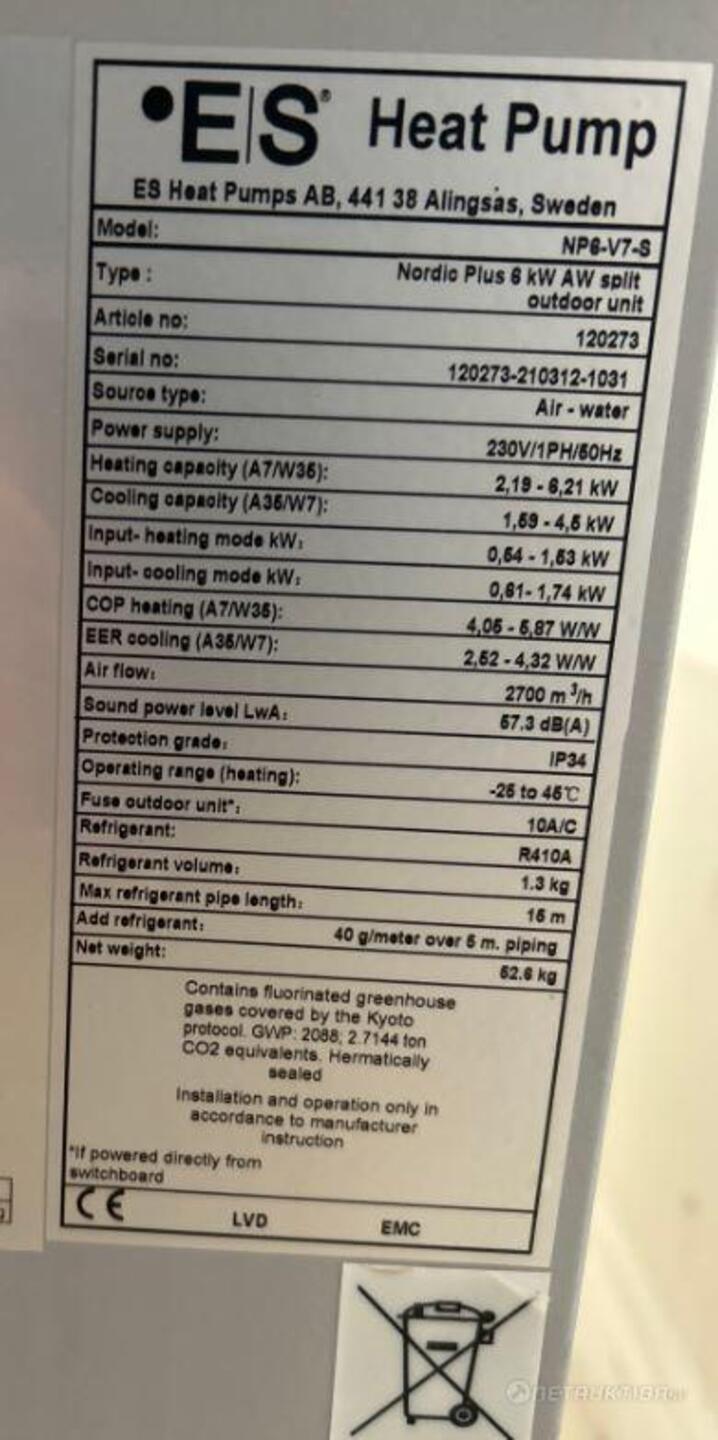 •E|S® Heat Pump
ES Heat Pumps AB, 441 38 Alingsås, Sweden
Model: NP6-V7-S
Type : Nordic Plus 6 kW AW split
outdoor unit
Article no: 120273
Serial no: 120273-210312-1031
Source type: Air - water
Power supply: 230V/1PH/50Hz
Heating capacity (A7/W35): 2,19 - 6,21 kW
Cooling capacity (A35/W7): 1,59 - 4,5 kW
Input- heating mode kW: 0,54 - 1,53 kW
Input- cooling mode kW: 0,61- 1,74 kW
COP heating (A7/W35): 4,05 - 5,87 W/W
EER cooling (A35/W7): 2,52 - 4,32 W/W
Air flow: 2700 m³/h
Sound power level LwA: 57.3 dB(A)
Protection grade: IP34
Operating range (heating): -25 to 45℃
Fuse outdoor unit*: 10A/C
Refrigerant: R410A
Refrigerant volume: 1.3 kg
Max refrigerant pipe length: 15 m
Add refrigerant: 40 g/meter over 5 m. piping
Net weight: 52.6 kg
Contains fluorinated greenhouse
gases covered by the Kyoto
protocol. GWP: 2088; 2.7144 ton
CO2 equivalents. Hermatically
sealed
Installation and operation only in
accordance to manufacturer
instruction
*If powered directly from
switchboard
CE LVD EMC